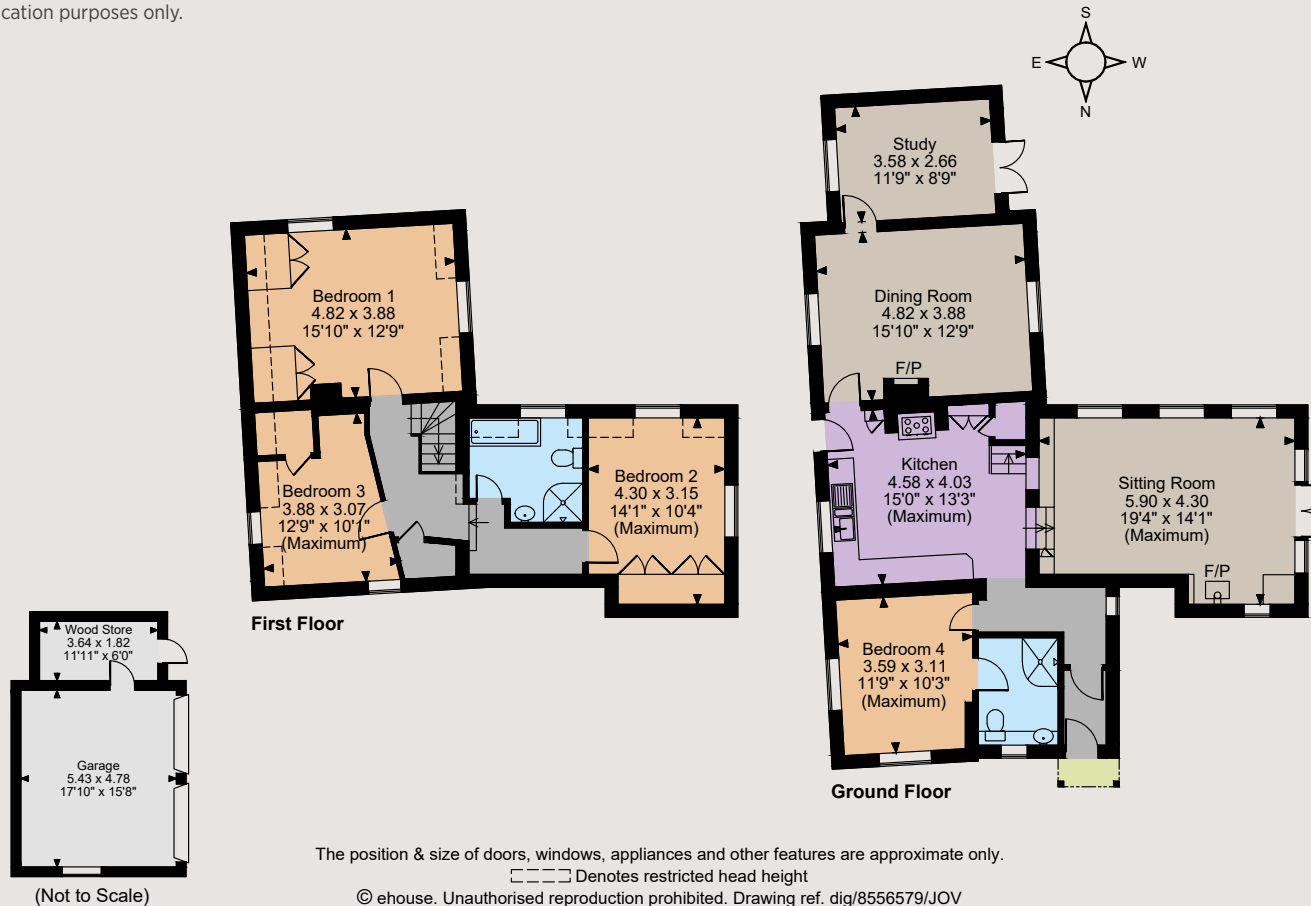 cation purposes only.
S
E
W
N
Study
3.58 x 2.66
11'9" x 8'9"
Bedroom 1
4.82 x 3.88
15'10" x 12'9"
Dining Room
4.82 x 3.88
15'10" x 12'9"
F/P
Kitchen
4.58 x 4.03
15'0" x 13'3"
(Maximum)
Sitting Room
5.90 x 4.30
19'4" x 14'1"
(Maximum)
F/P
Bedroom 2
4.30 x 3.15
14'1" x 10'4"
(Maximum)
Bedroom 3
3.88 x 3.07
12'9" x 10'1"
(Maximum)
First Floor
Bedroom 4
3.59 x 3.11
11'9" x 10'3"
(Maximum)
Ground Floor
Wood Store
3.64 x 1.82
11'11" x 6'0"
Garage
5.43 x 4.78
17'10" x 15'8"
(Not to Scale)
The position & size of doors, windows, appliances and other features are approximate only.
Denotes restricted head height
© ehouse. Unauthorised reproduction prohibited. Drawing ref. dig/8556579/JOV